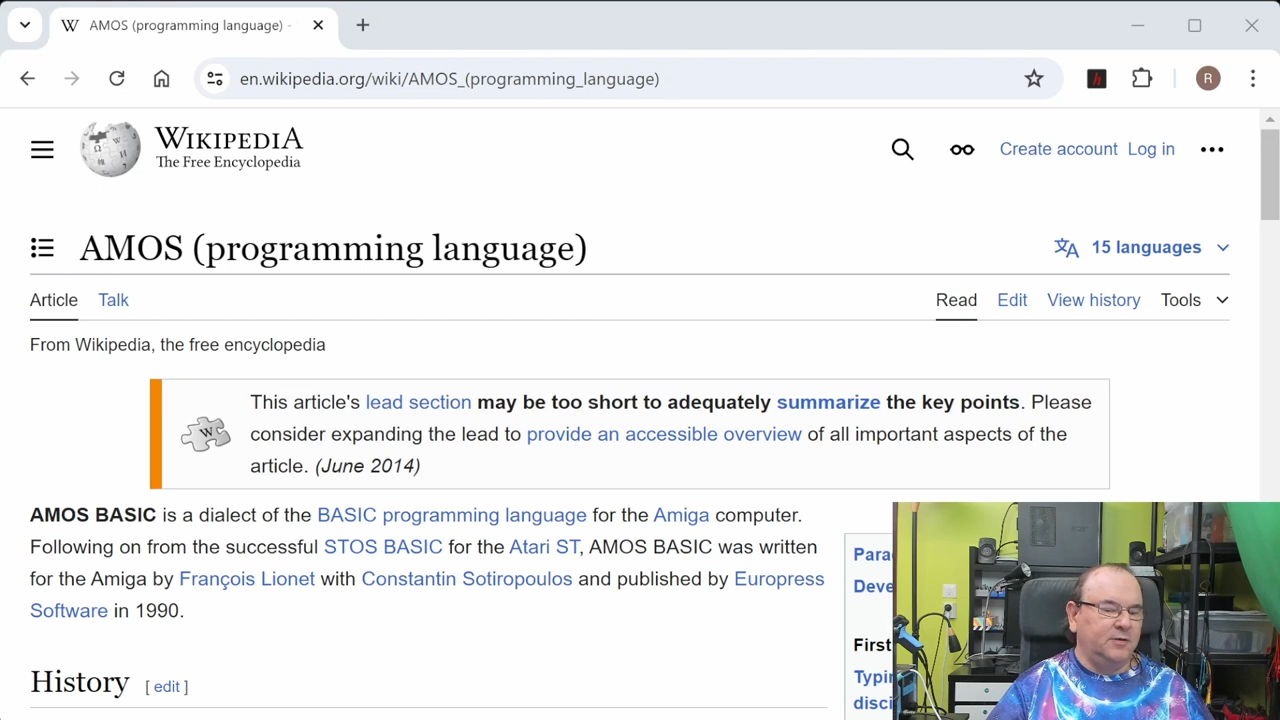 AMOS (programming language) -
en.wikipedia.org/wiki/AMOS_(programming_language)
R
WIKIPEDIA
The Free Encyclopedia
Create account Log in
AMOS (programming language)
15 languages
Article Talk
Read Edit View history Tools
From Wikipedia, the free encyclopedia
This article's lead section may be too short to adequately summarize the key points. Please
consider expanding the lead to provide an accessible overview of all important aspects of the
article. (June 2014)
AMOS BASIC is a dialect of the BASIC programming language for the Amiga computer.
Following on from the successful STOS BASIC for the Atari ST, AMOS BASIC was written
for the Amiga by François Lionet with Constantin Sotiropoulos and published by Europress
Software in 1990.
Para
Deve
First
Typin
disci
History [ edit ]